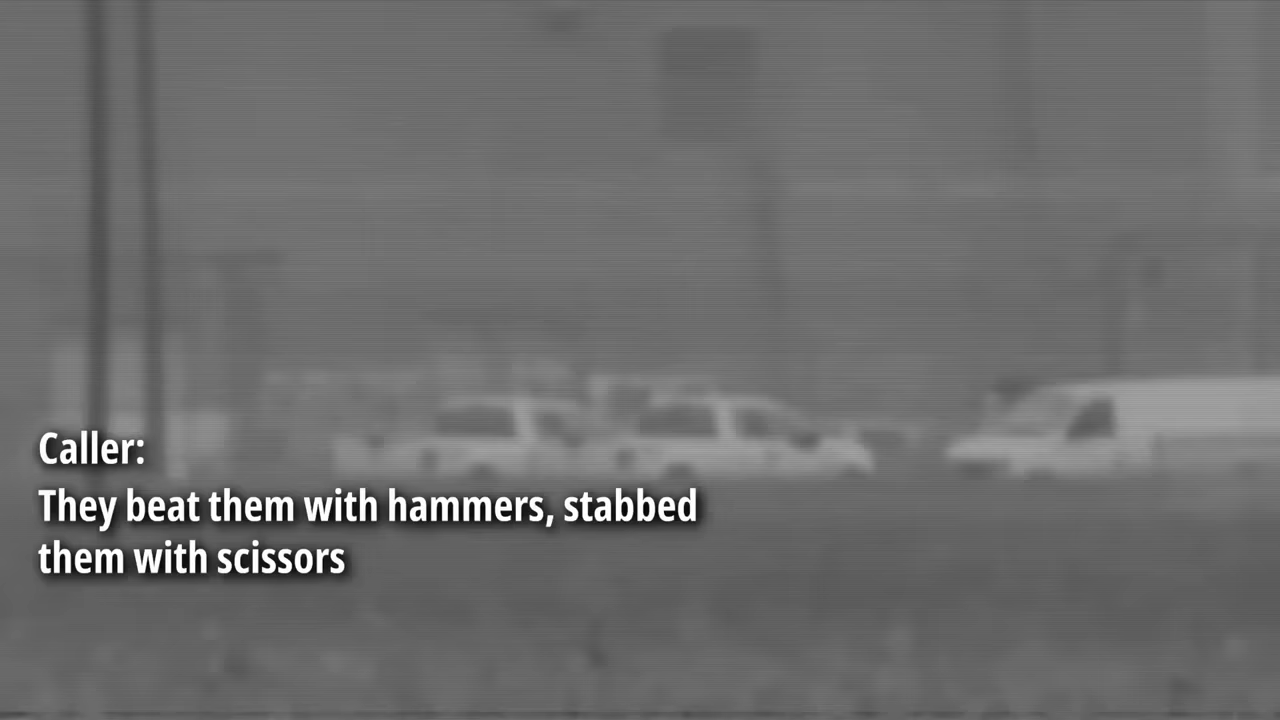 Caller:
They beat them with hammers, stabbed
them with scissors